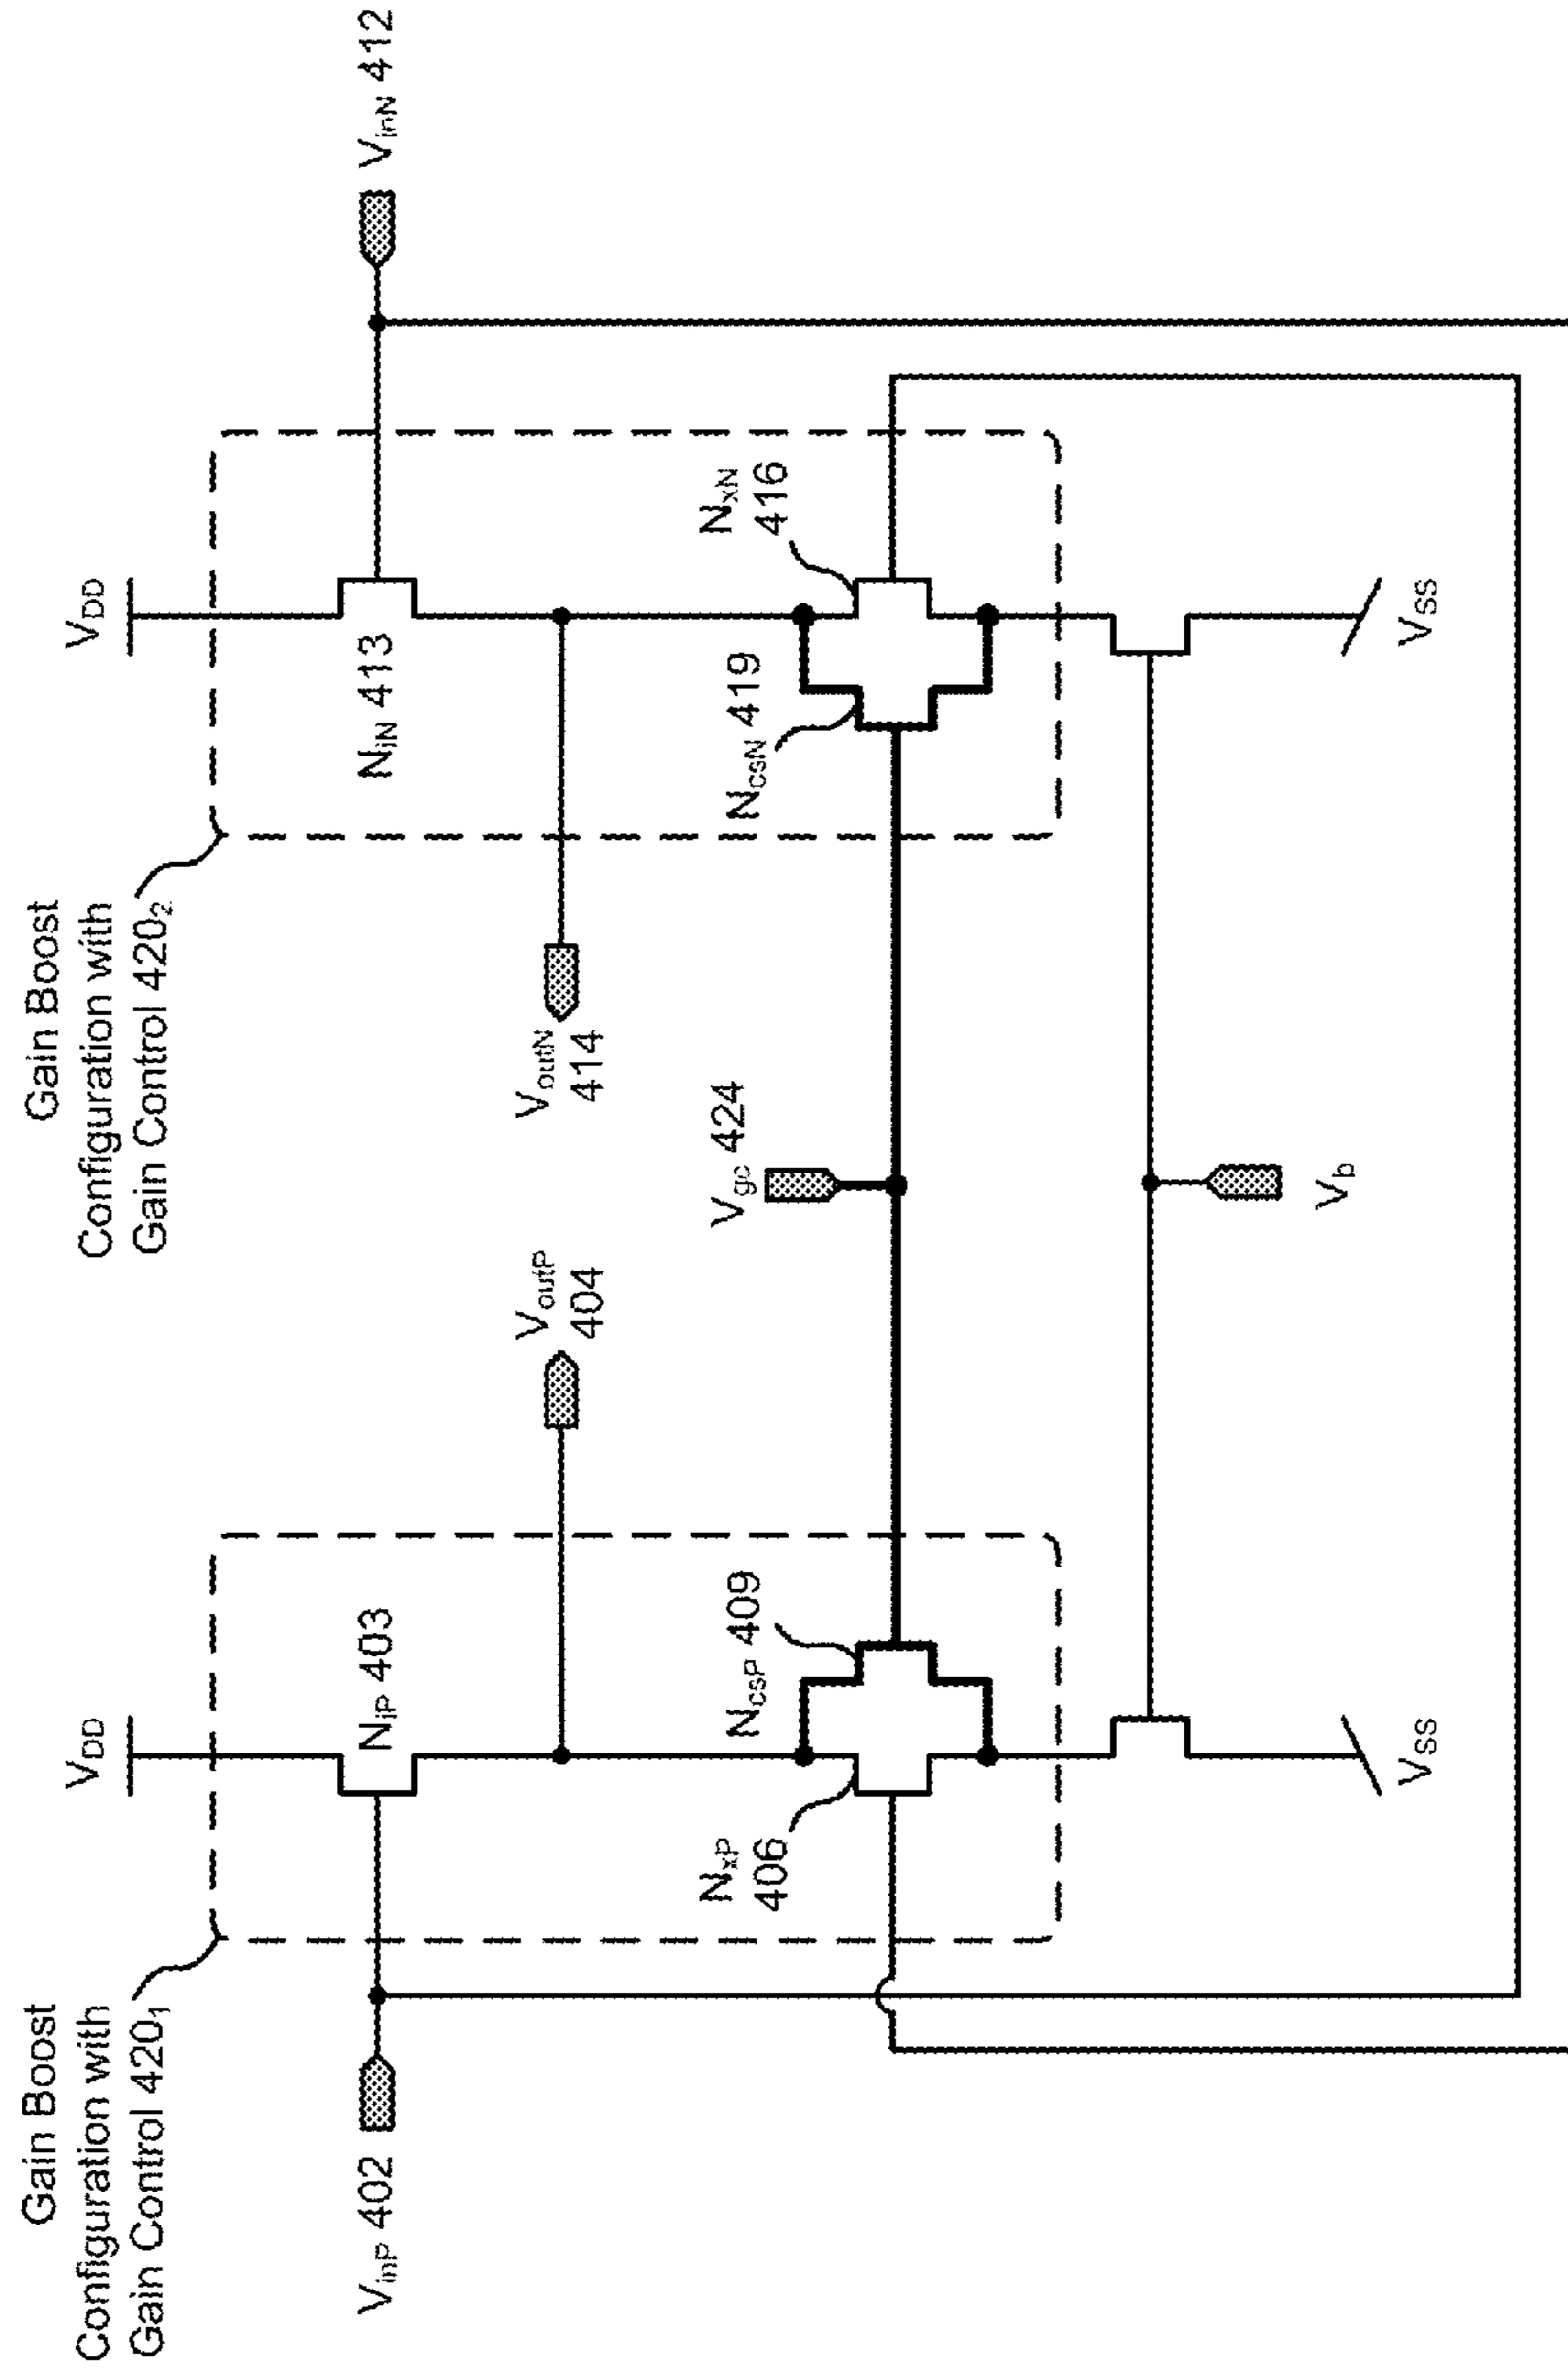 Gain Boost
Configuration with
Gain Control 420₁
Gain Boost
Configuration with
Gain Control 420₂
V_DD
V_DD
V_inP 402
N_iP 403
N_iN 413
V_inN 412
V_outP
404
V_outN
414
N_xP
406
N_csP 409
V_gc 424
N_csN 419
N_xN
416
V_b
V_SS
V_SS